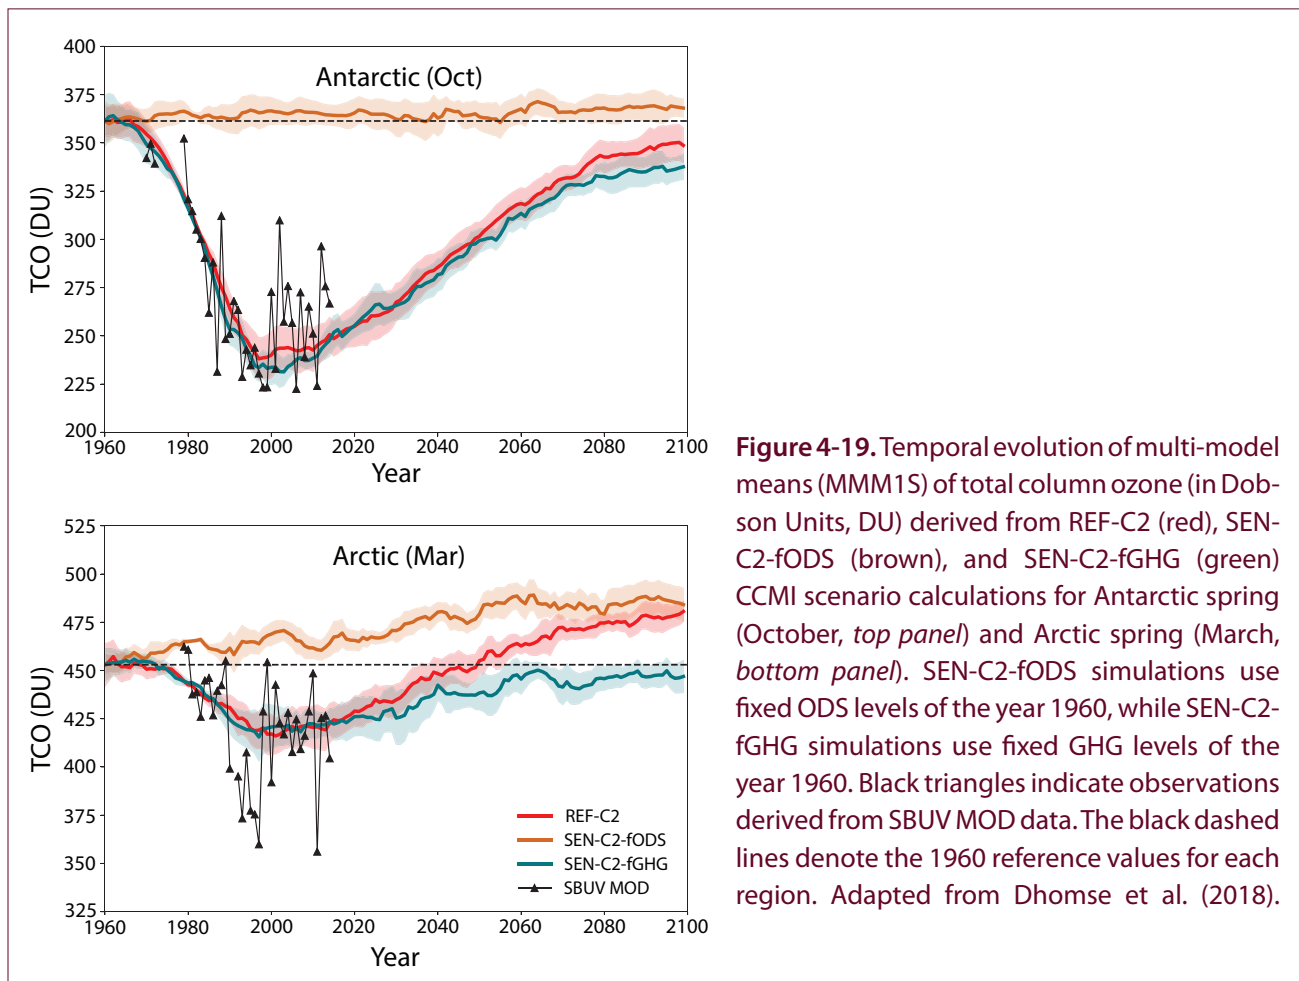 400
375
350
325
300
275
250
225
200
TCO (DU)
Antarctic (Oct)
1960 1980 2000 2020 2040 2060 2080 2100
Year
525
500
475
450
425
400
375
350
325
TCO (DU)
Arctic (Mar)
REF-C2
SEN-C2-fODS
SEN-C2-fGHG
SBUV MOD
1960 1980 2000 2020 2040 2060 2080 2100
Year
Figure 4-19. Temporal evolution of multi-model
means (MMM1S) of total column ozone (in Dob-
son Units, DU) derived from REF-C2 (red), SEN-
C2-fODS (brown), and SEN-C2-fGHG (green)
CCMI scenario calculations for Antarctic spring
(October, top panel) and Arctic spring (March,
bottom panel). SEN-C2-fODS simulations use
fixed ODS levels of the year 1960, while SEN-C2-
fGHG simulations use fixed GHG levels of the
year 1960. Black triangles indicate observations
derived from SBUV MOD data. The black dashed
lines denote the 1960 reference values for each
region. Adapted from Dhomse et al. (2018).